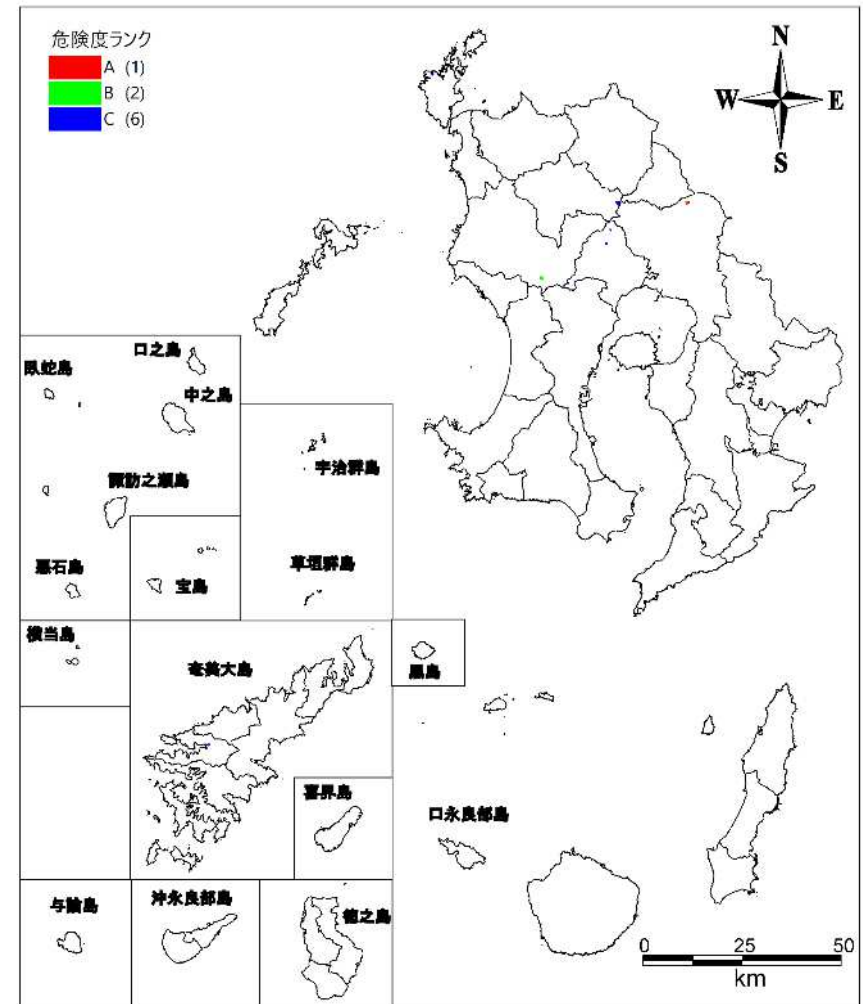 危険度ランク
A (1)
B (2)
C (6)
N
W E
S
口之島
臥蛇島
中之島
諏訪之瀬島
宇治群島
悪石島
宝島
草垣群島
横当島
奄美大島
黒島
喜界島
口永良部島
与論島
沖永良部島
徳之島
0 25 50
km